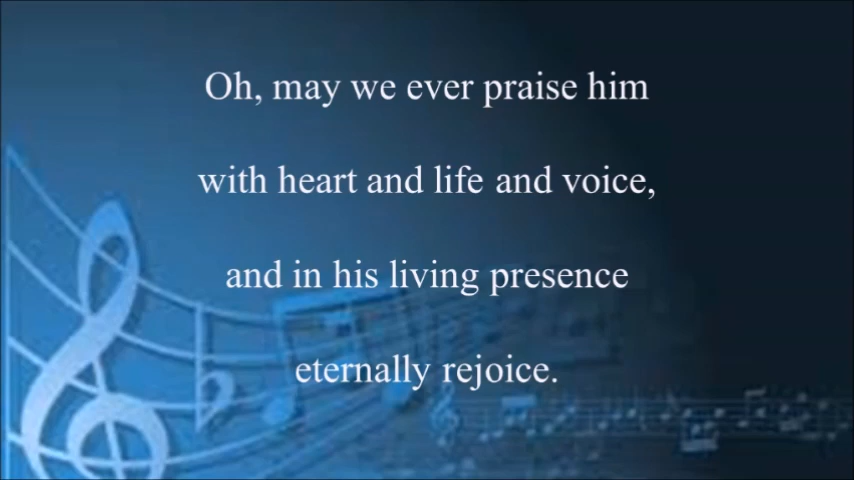 Oh, may we ever praise him
with heart and life and voice,
and in his living presence
eternally rejoice.